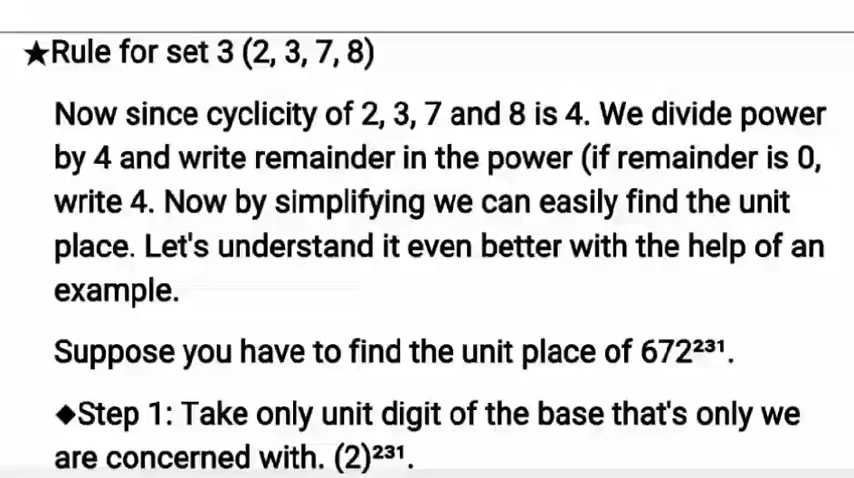 ★Rule for set 3 (2, 3, 7, 8)
Now since cyclicity of 2, 3, 7 and 8 is 4. We divide power
by 4 and write remainder in the power (if remainder is 0,
write 4. Now by simplifying we can easily find the unit
place. Let's understand it even better with the help of an
example.
Suppose you have to find the unit place of 672²³¹.
◆Step 1: Take only unit digit of the base that's only we
are concerned with. (2)²³¹.